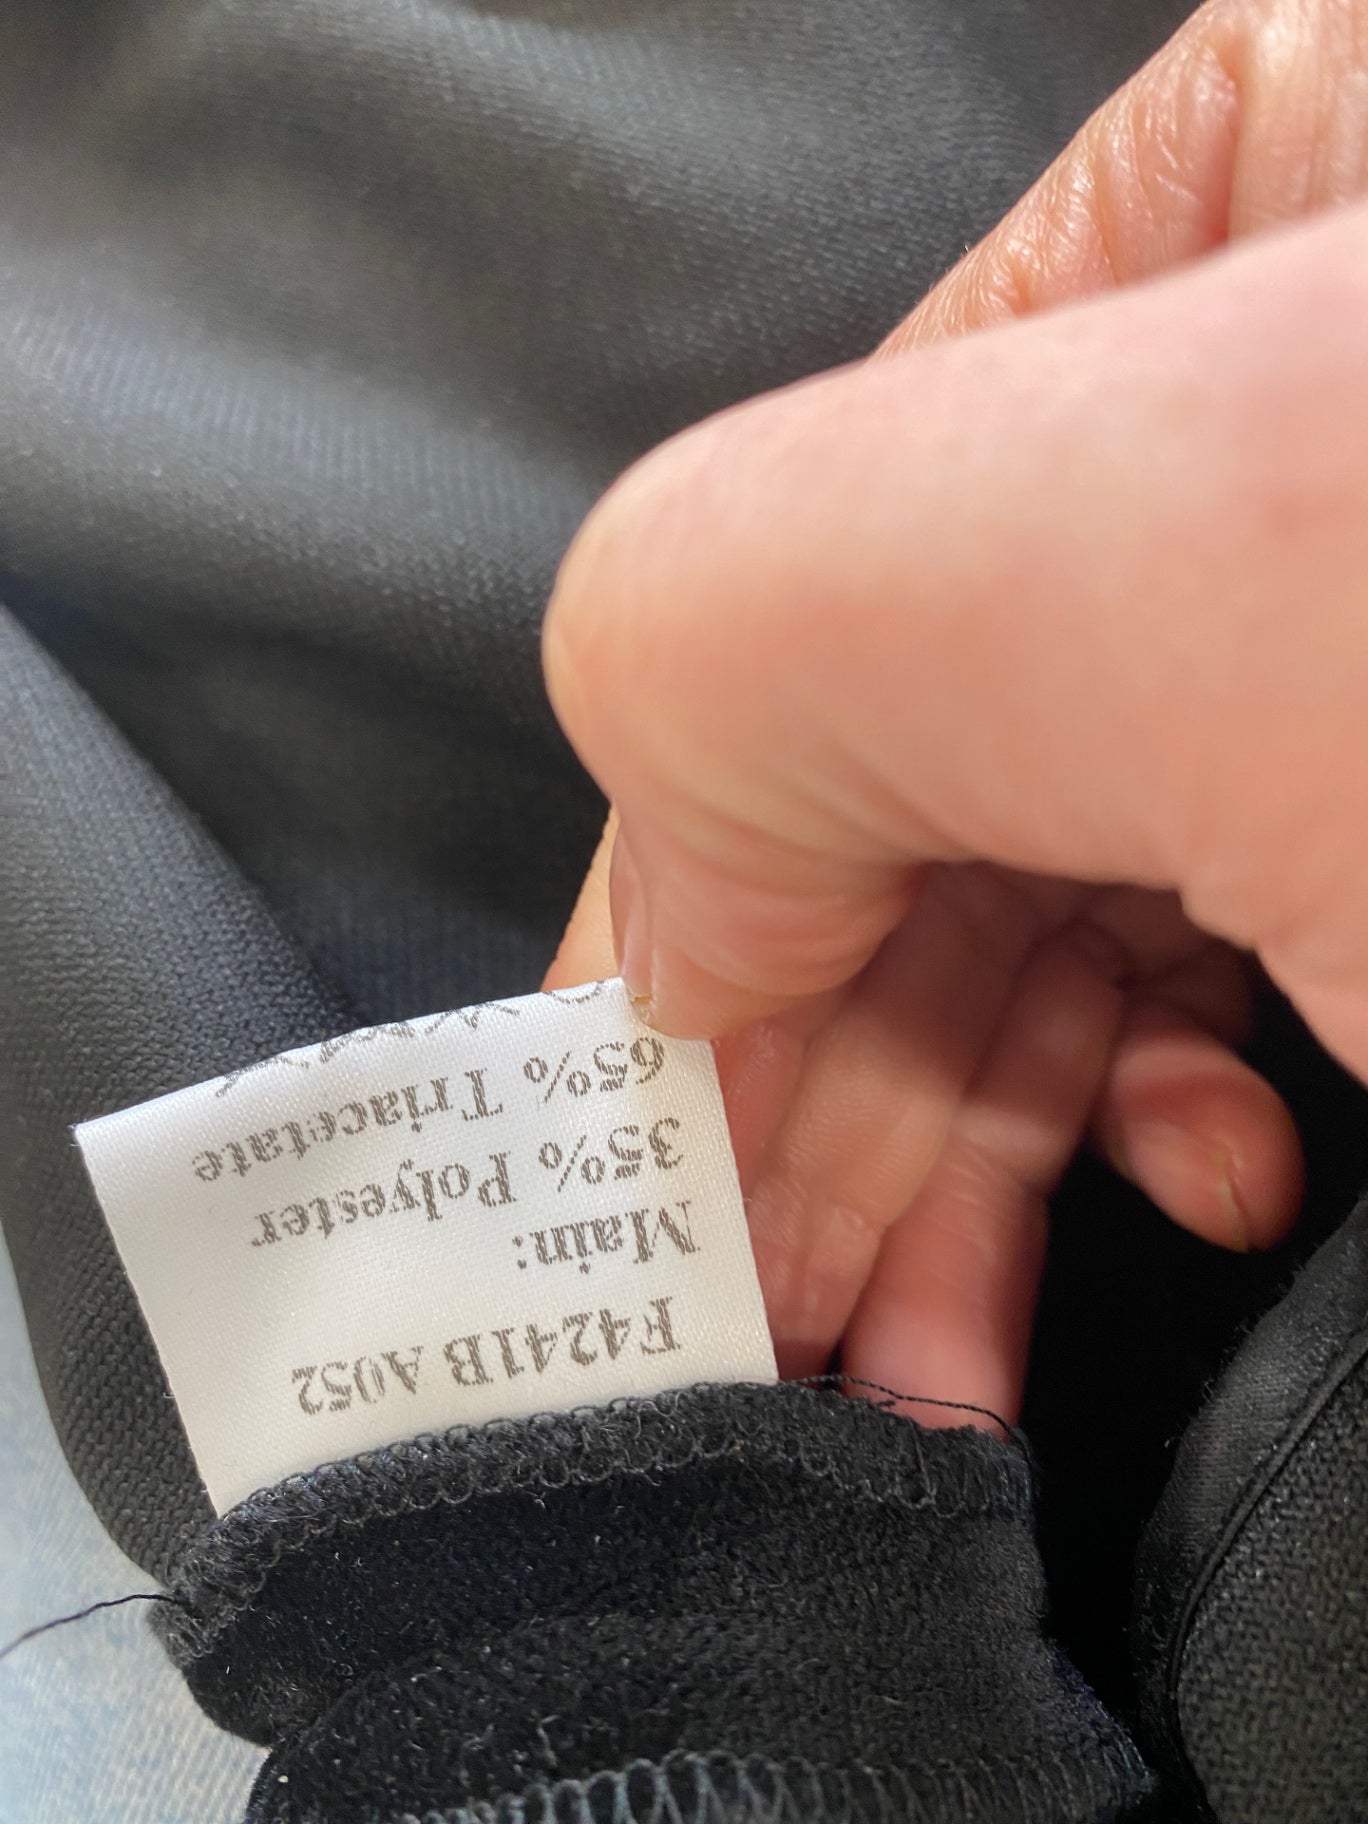 F4241B A052
Main:
35% Polyester
65% Triacetate